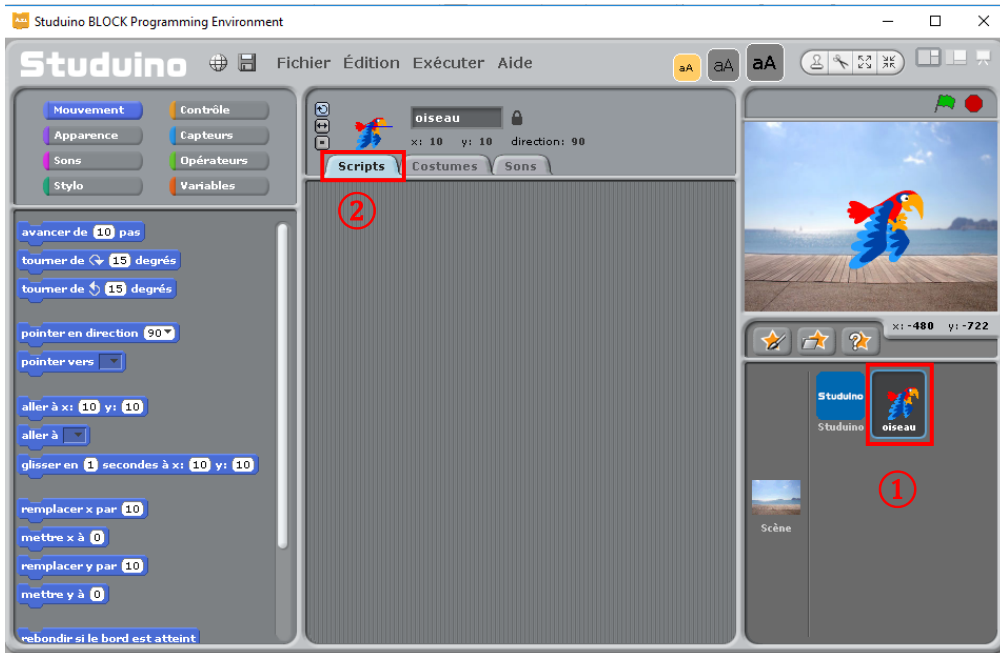 Studuino BLOCK Programming Environment
Studuino
Fichier Édition Exécuter Aide
aA aA aA
Mouvement
Contrôle
Apparence
Capteurs
Sons
Opérateurs
Stylo
Variables
oiseau
x: 10 y: 10 direction: 90
Scripts Costumes Sons
②
avancer de 10 pas
tourner de 15 degrés
tourner de 15 degrés
pointer en direction 90
pointer vers
aller à x: 10 y: 10
aller à
glisser en 1 secondes à x: 10 y: 10
remplacer x par 10
mettre x à 0
remplacer y par 10
mettre y à 0
rebondir si le bord est atteint
x: -480 y: -722
Studuino
Studuino
oiseau
①
Scène